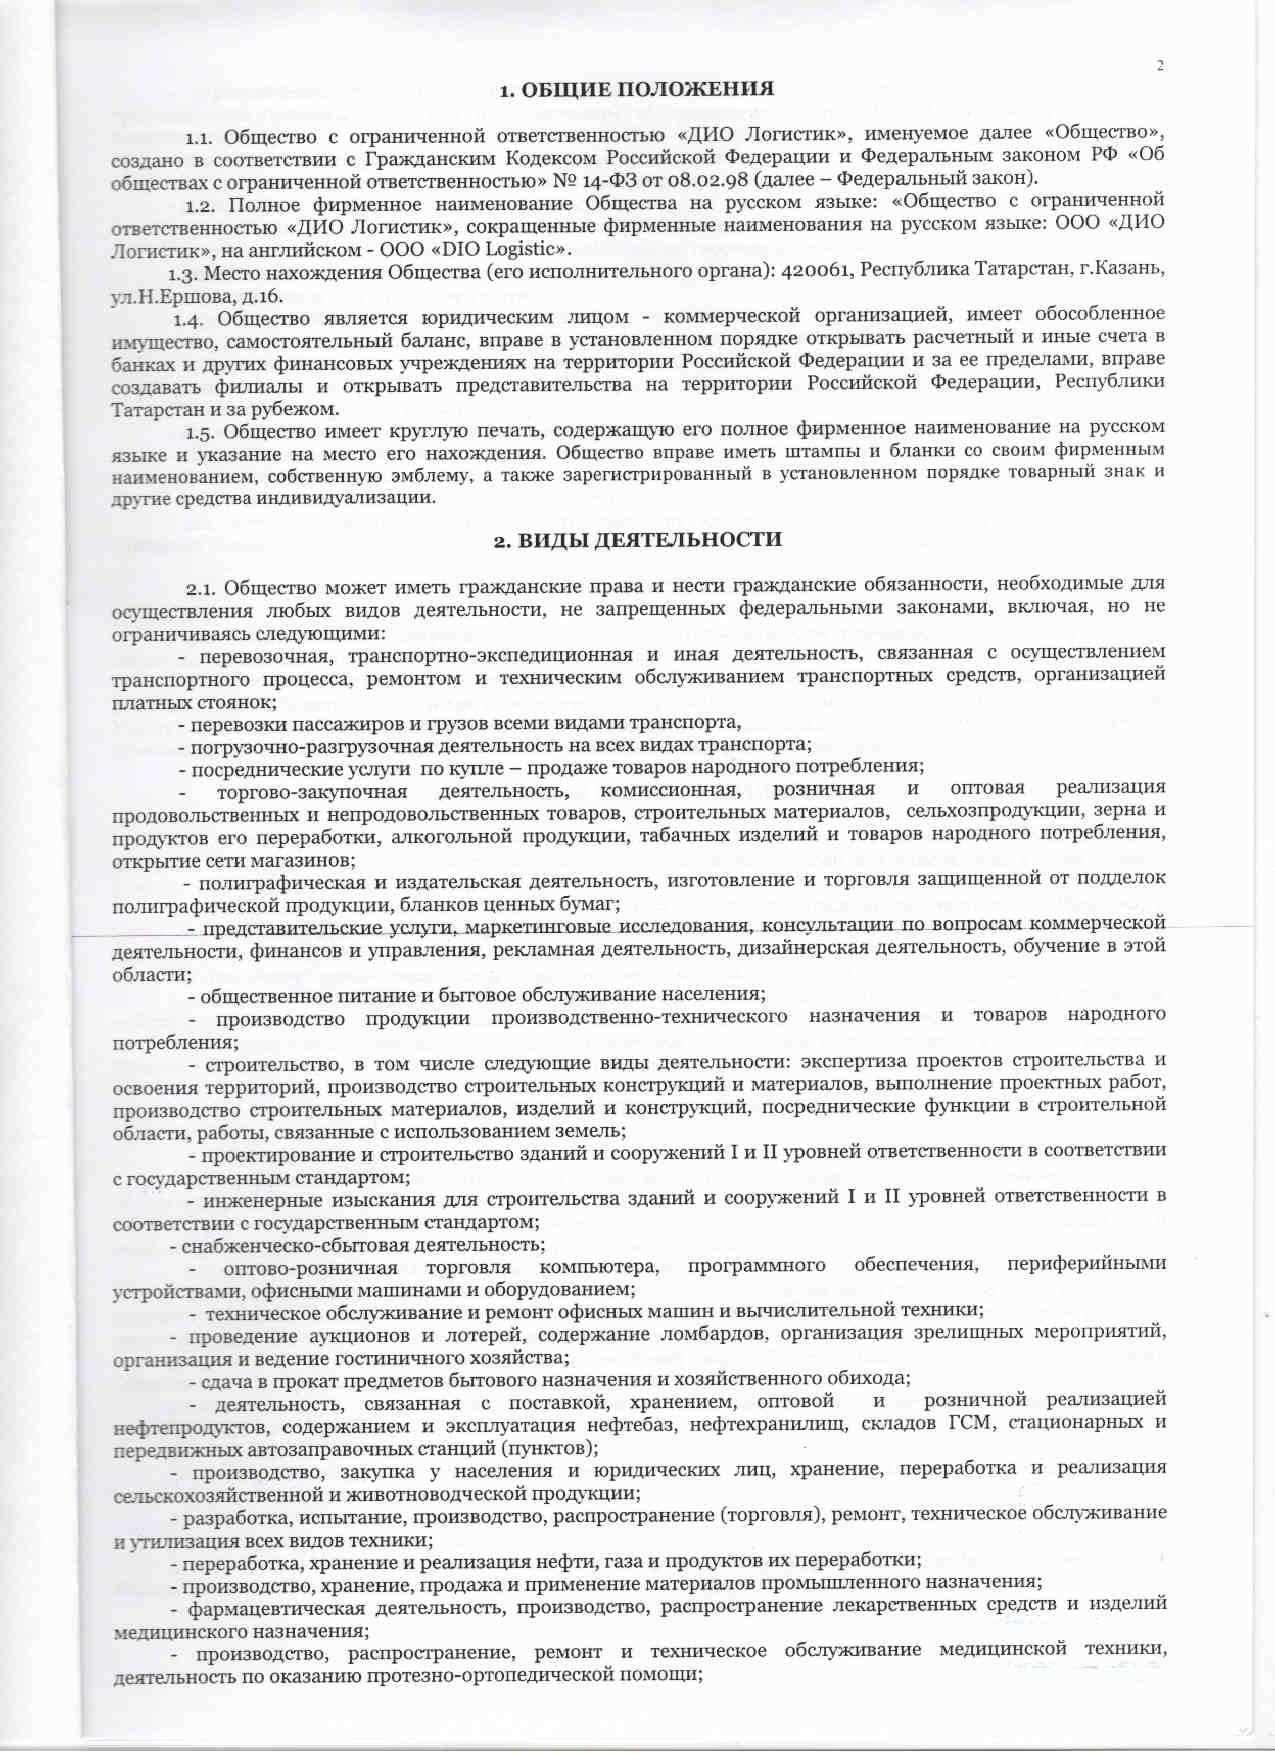 2
1. ОБЩИЕ ПОЛОЖЕНИЯ
1.1. Общество с ограниченной ответственностью «ДИО Логистик», именуемое далее «Общество»,
создано в соответствии с Гражданским Кодексом Российской Федерации и Федеральным законом РФ «Об
обществах с ограниченной ответственностью» № 14-ФЗ от 08.02.98 (далее – Федеральный закон).
1.2. Полное фирменное наименование Общества на русском языке: «Общество с ограниченной
ответственностью «ДИО Логистик», сокращенные фирменные наименования на русском языке: ООО «ДИО
Логистик», на английском - ООО «DIO Logistic».
1.3. Место нахождения Общества (его исполнительного органа): 420061, Республика Татарстан, г.Казань,
ул.Н.Ершова, д.16.
1.4. Общество является юридическим лицом - коммерческой организацией, имеет обособленное
имущество, самостоятельный баланс, вправе в установленном порядке открывать расчетный и иные счета в
банках и других финансовых учреждениях на территории Российской Федерации и за ее пределами, вправе
создавать филиалы и открывать представительства на территории Российской Федерации, Республики
Татарстан и за рубежом.
1.5. Общество имеет круглую печать, содержащую его полное фирменное наименование на русском
языке и указание на место его нахождения. Общество вправе иметь штампы и бланки со своим фирменным
наименованием, собственную эмблему, а также зарегистрированный в установленном порядке товарный знак и
другие средства индивидуализации.
2. ВИДЫ ДЕЯТЕЛЬНОСТИ
2.1. Общество может иметь гражданские права и нести гражданские обязанности, необходимые для
осуществления любых видов деятельности, не запрещенных федеральными законами, включая, но не
ограничиваясь следующими:
- перевозочная, транспортно-экспедиционная и иная деятельность, связанная с осуществлением
транспортного процесса, ремонтом и техническим обслуживанием транспортных средств, организацией
платных стоянок;
- перевозки пассажиров и грузов всеми видами транспорта,
- погрузочно-разгрузочная деятельность на всех видах транспорта;
- посреднические услуги по купле – продаже товаров народного потребления;
- торгово-закупочная деятельность, комиссионная, розничная и оптовая реализация
продовольственных и непродовольственных товаров, строительных материалов, сельхозпродукции, зерна и
продуктов его переработки, алкогольной продукции, табачных изделий и товаров народного потребления,
открытие сети магазинов;
- полиграфическая и издательская деятельность, изготовление и торговля защищенной от подделок
полиграфической продукции, бланков ценных бумаг;
- представительские услуги, маркетинговые исследования, консультации по вопросам коммерческой
деятельности, финансов и управления, рекламная деятельность, дизайнерская деятельность, обучение в этой
области;
- общественное питание и бытовое обслуживание населения;
- производство продукции производственно-технического назначения и товаров народного
потребления;
- строительство, в том числе следующие виды деятельности: экспертиза проектов строительства и
освоения территорий, производство строительных конструкций и материалов, выполнение проектных работ,
производство строительных материалов, изделий и конструкций, посреднические функции в строительной
области, работы, связанные с использованием земель;
- проектирование и строительство зданий и сооружений I и II уровней ответственности в соответствии
с государственным стандартом;
- инженерные изыскания для строительства зданий и сооружений I и II уровней ответственности в
соответствии с государственным стандартом;
- снабженческо-сбытовая деятельность;
- оптово-розничная торговля компьютера, программного обеспечения, периферийными
устройствами, офисными машинами и оборудованием;
- техническое обслуживание и ремонт офисных машин и вычислительной техники;
- проведение аукционов и лотерей, содержание ломбардов, организация зрелищных мероприятий,
организация и ведение гостиничного хозяйства;
- сдача в прокат предметов бытового назначения и хозяйственного обихода;
- деятельность, связанная с поставкой, хранением, оптовой и розничной реализацией
нефтепродуктов, содержанием и эксплуатация нефтебаз, нефтехранилищ, складов ГСМ, стационарных и
передвижных автозаправочных станций (пунктов);
- производство, закупка у населения и юридических лиц, хранение, переработка и реализация
сельскохозяйственной и животноводческой продукции;
- разработка, испытание, производство, распространение (торговля), ремонт, техническое обслуживание
и утилизация всех видов техники;
- переработка, хранение и реализация нефти, газа и продуктов их переработки;
- производство, хранение, продажа и применение материалов промышленного назначения;
- фармацевтическая деятельность, производство, распространение лекарственных средств и изделий
медицинского назначения;
- производство, распространение, ремонт и техническое обслуживание медицинской техники,
деятельность по оказанию протезно-ортопедической помощи;